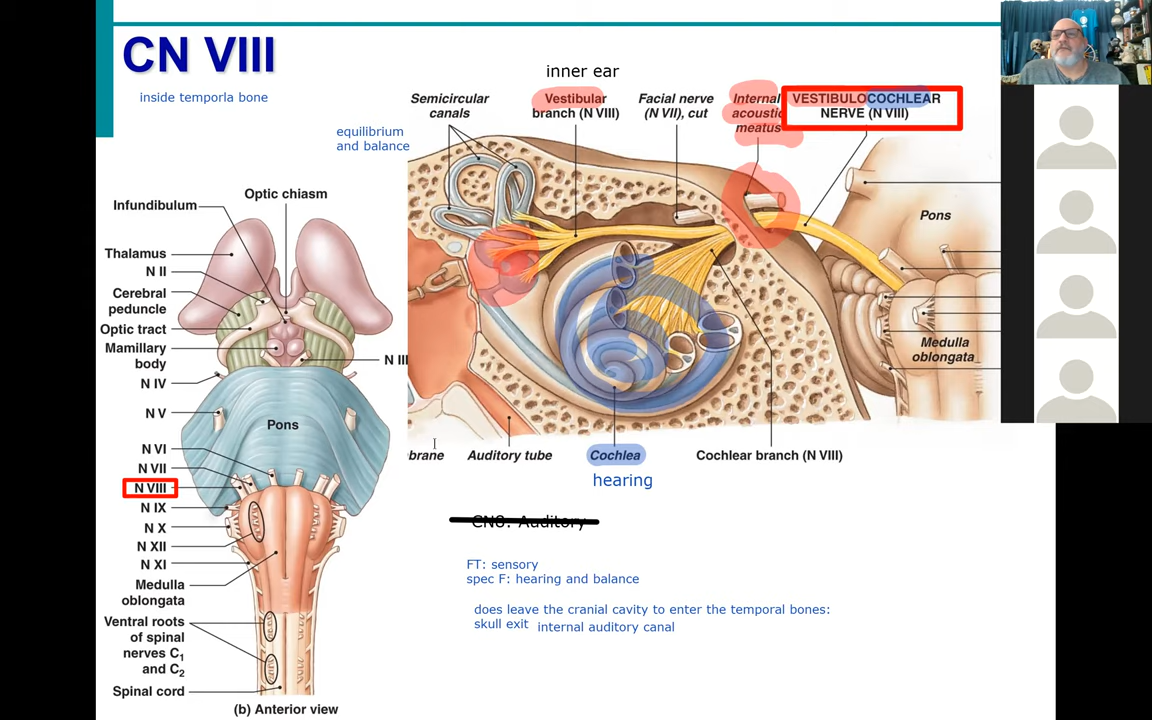 CN VIII
inside temporla bone
inner ear
Semicircular
canals
Vestibular
branch (N VIII)
Facial nerve
(N VII), cut
Internal
acoustic
meatus
VESTIBULOCOCHLEAR
NERVE (N VIII)
equilibrium
and balance
Pons
Medulla
oblongata
brane
Auditory tube
Cochlea
Cochlear branch (N VIII)
hearing
Optic chiasm
Infundibulum
Thalamus
N II
Cerebral
peduncle
Optic tract
Mamillary
body
N III
N IV
N V
Pons
N VI
N VII
N VIII
N IX
N X
N XII
N XI
Medulla
oblongata
Ventral roots
of spinal
nerves C1
and C2
Spinal cord
(b) Anterior view
CN8: Auditory
FT: sensory
spec F: hearing and balance
does leave the cranial cavity to enter the temporal bones:
skull exit internal auditory canal